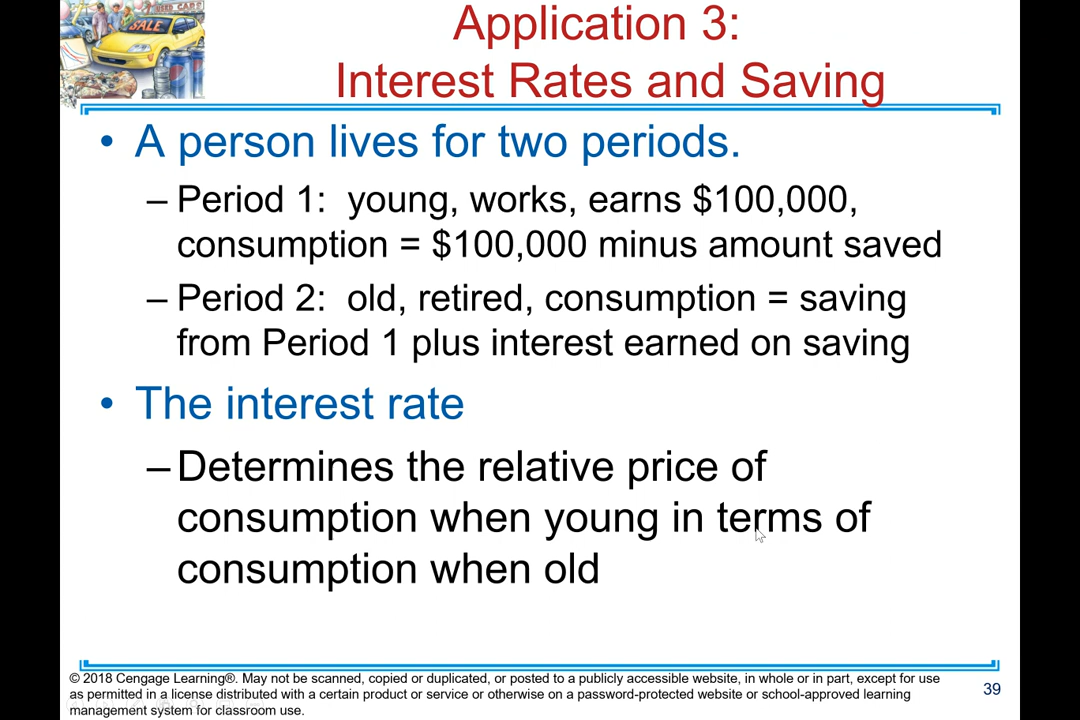 USED CARS
SALE
Application 3:
Interest Rates and Saving
• A person lives for two periods.
– Period 1:  young, works, earns $100,000,
consumption = $100,000 minus amount saved
– Period 2:  old, retired, consumption = saving
from Period 1 plus interest earned on saving
• The interest rate
– Determines the relative price of
consumption when young in terms of
consumption when old
© 2018 Cengage Learning®. May not be scanned, copied or duplicated, or posted to a publicly accessible website, in whole or in part, except for use
as permitted in a license distributed with a certain product or service or otherwise on a password-protected website or school-approved learning
management system for classroom use.
39